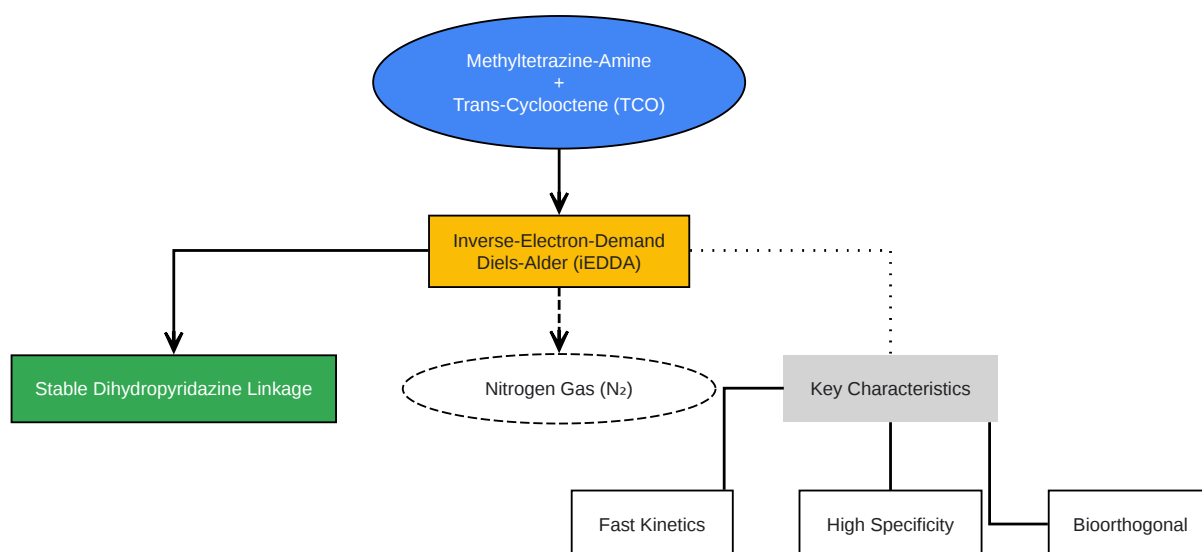 Methyltetrazine-Amine
+
Trans-Cyclooctene (TCO)
Inverse-Electron-Demand
Diels-Alder (iEDDA)
Stable Dihydropyridazine Linkage
Nitrogen Gas (N₂)
Key Characteristics
Fast Kinetics
High Specificity
Bioorthogonal